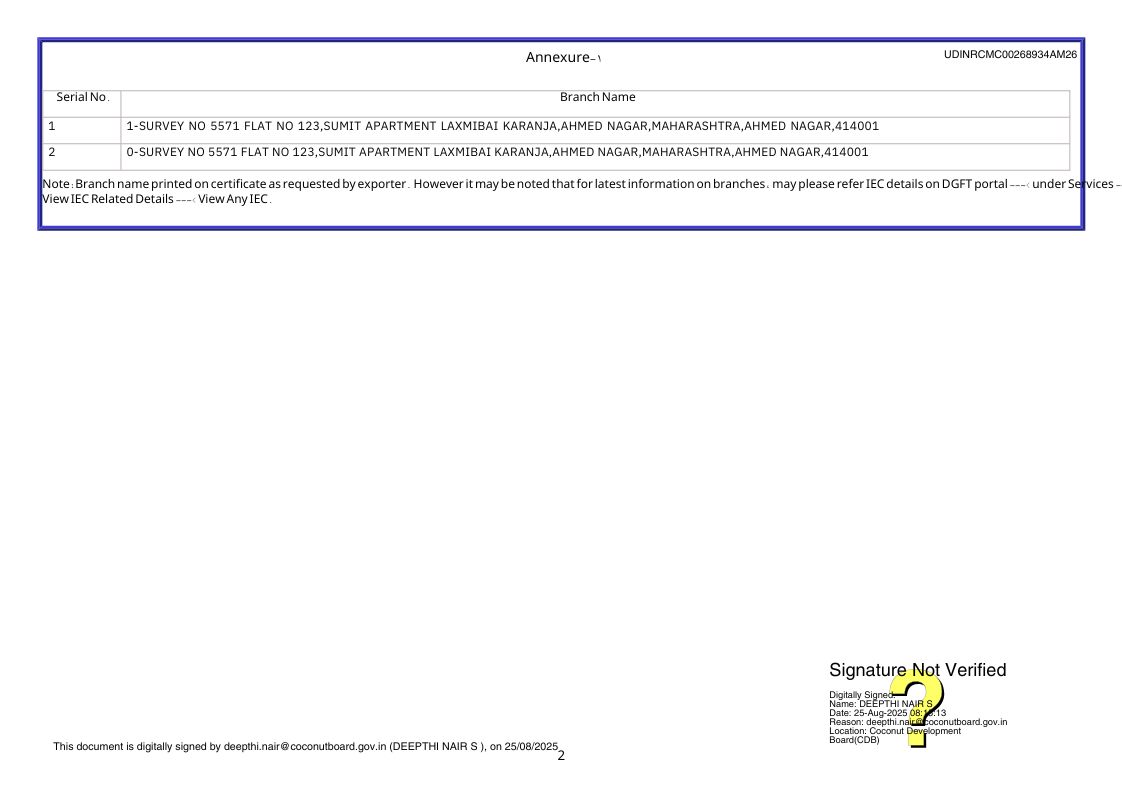 Annexure-١
UDINRCMC00268934AM26
Serial No.
Branch Name
1
1-SURVEY NO 5571 FLAT NO 123,SUMIT APARTMENT LAXMIBAI KARANJA,AHMED NAGAR,MAHARASHTRA,AHMED NAGAR,414001
2
0-SURVEY NO 5571 FLAT NO 123,SUMIT APARTMENT LAXMIBAI KARANJA,AHMED NAGAR,MAHARASHTRA,AHMED NAGAR,414001
Note:Branch name printed on certificate as requested by exporter. However it may be noted that for latest information on branches, may please refer IEC details on DGFT portal ---< under Services -
View IEC Related Details ---< View Any IEC.
Signature Not Verified
Digitally Signed.
Name: DEEPTHI NAIR S
Date: 25-Aug-2025 08: :13
Reason: deepthi.nair@coconutboard.gov.in
Location: Coconut Development
Board(CDB)
This document is digitally signed by deepthi.nair@coconutboard.gov.in (DEEPTHI NAIR S ), on 25/08/2025
2